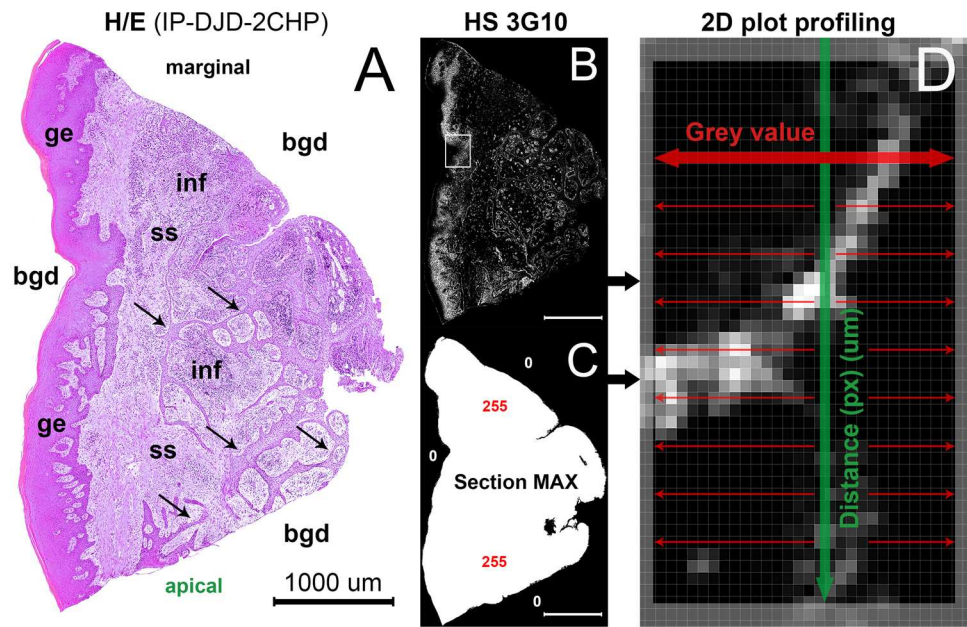 H/E (IP-DJD-2CHP)
A
marginal
ge
bgd
inf
ss
bgd
inf
ge
ss
bgd
apical
1000 um
HS 3G10
B
C
0
255
0
Section MAX
255
0
2D plot profiling
D
Grey value
Distance (px) (um)